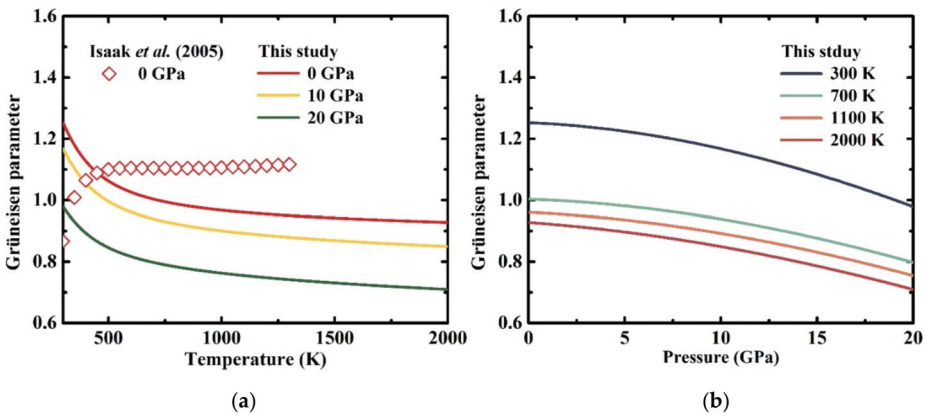 (a)
Isaak et al. (2005)
0 GPa
This study
0 GPa
10 GPa
20 GPa
Grüneisen parameter
1.6
1.4
1.2
1.0
0.8
0.6
500
1000
1500
2000
Temperature (K)
(b)
This stduy
300 K
700 K
1100 K
2000 K
Grüneisen parameter
1.6
1.4
1.2
1.0
0.8
0.6
0
5
10
15
20
Pressure (GPa)
(a)
(b)